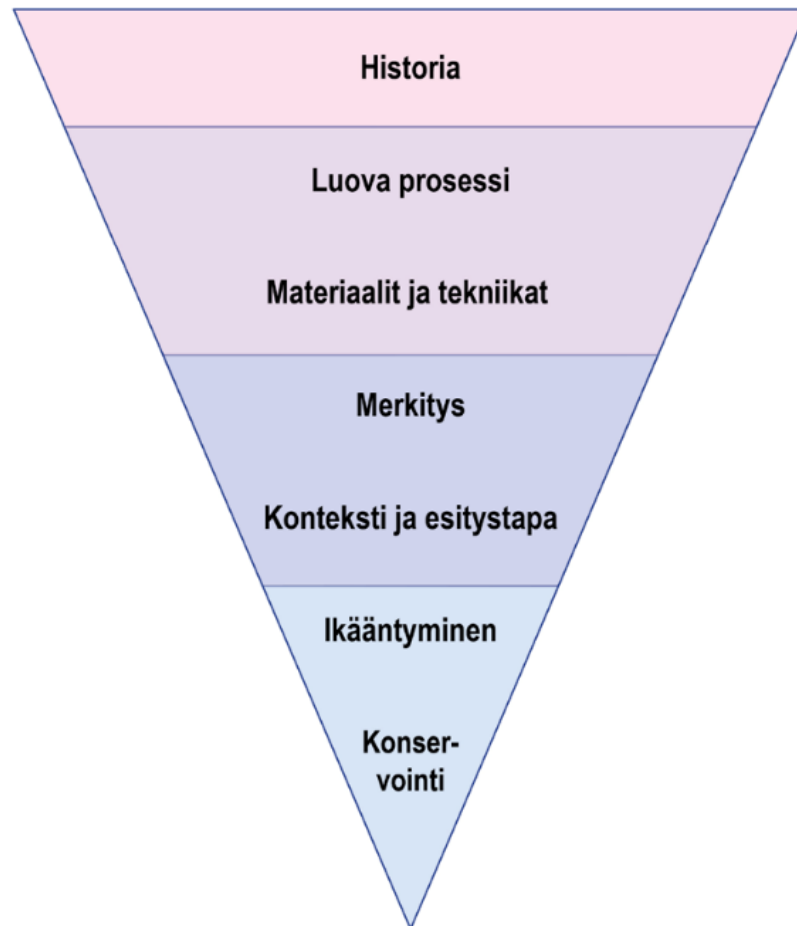 Historia
Luova prosessi
Materiaalit ja tekniikat
Merkitys
Konteksti ja esitystapa
Ikääntyminen
Konser-
vointi